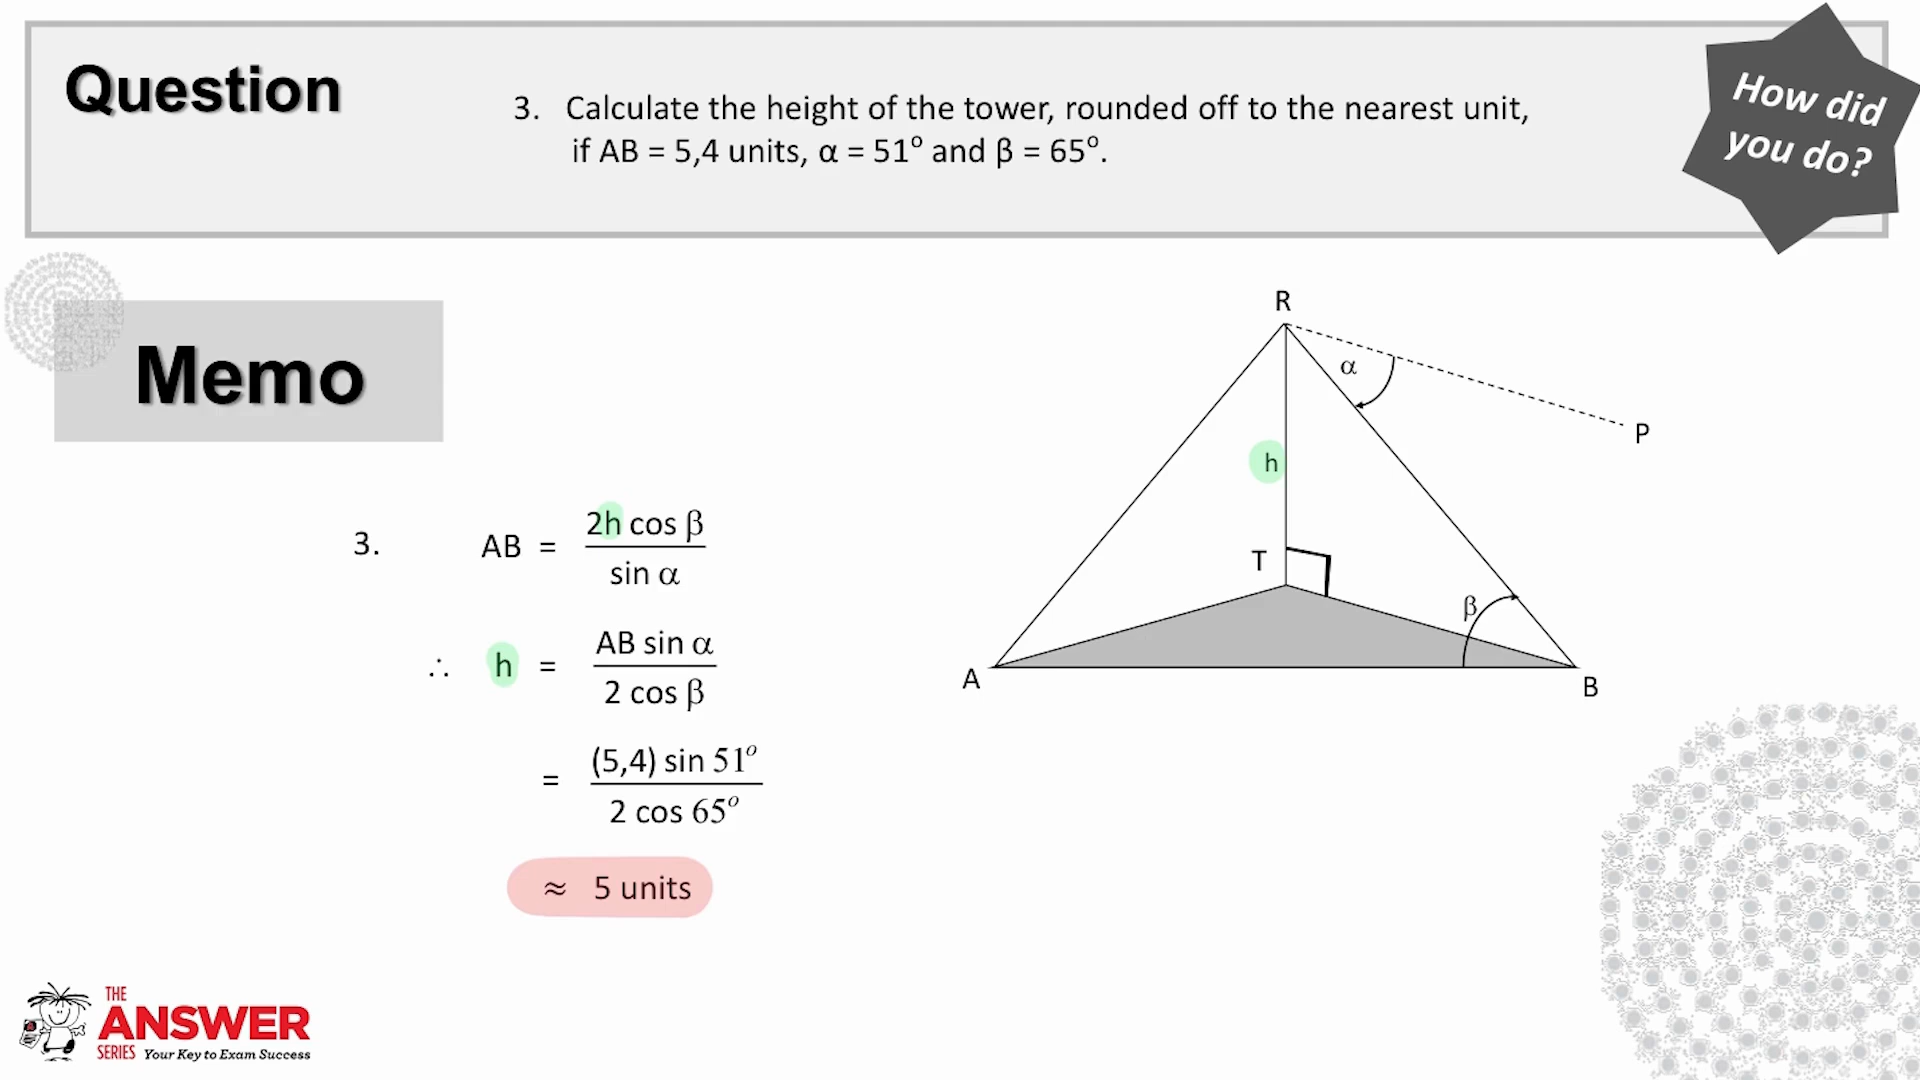 Question
3. Calculate the height of the tower, rounded off to the nearest unit,
if AB = 5,4 units, α = 51° and β = 65°.
How did
you do?
Memo
3. AB = 2h cos β / sin α
∴ h = AB sin α / 2 cos β
= (5,4) sin 51° / 2 cos 65°
≈ 5 units
R
α
P
h
T
β
A
B
THE
ANSWER
SERIES Your Key to Exam Success